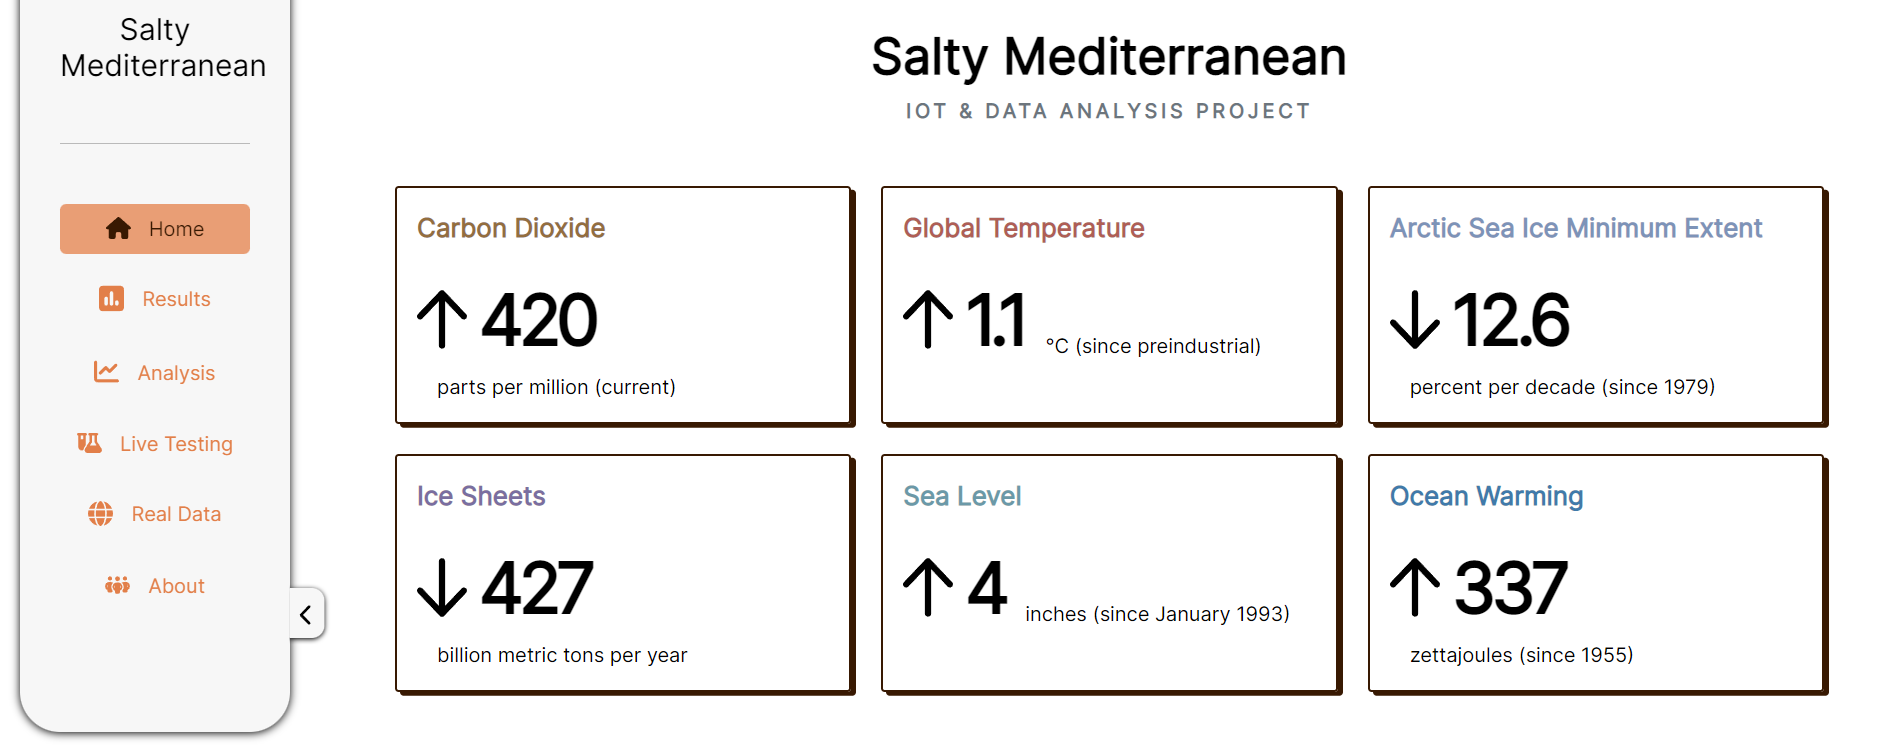 Salty
Mediterranean
Home
Results
Analysis
Live Testing
Real Data
About
Salty Mediterranean
IOT & DATA ANALYSIS PROJECT
Carbon Dioxide
420
parts per million (current)
Global Temperature
1.1 °C (since preindustrial)
Arctic Sea Ice Minimum Extent
12.6
percent per decade (since 1979)
Ice Sheets
427
billion metric tons per year
Sea Level
4 inches (since January 1993)
Ocean Warming
337
zettajoules (since 1955)